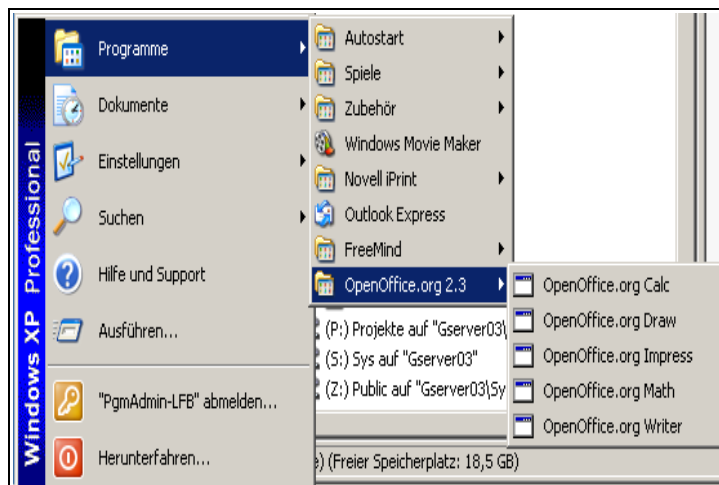 Windows XP Professional
Programme
Dokumente
Einstellungen
Suchen
Hilfe und Support
Ausführen...
"PgmAdmin-LFB" abmelden...
Herunterfahren...
Autostart
Spiele
Zubehör
Windows Movie Maker
Novell iPrint
Outlook Express
FreeMind
OpenOffice.org 2.3
OpenOffice.org Calc
OpenOffice.org Draw
OpenOffice.org Impress
OpenOffice.org Math
OpenOffice.org Writer
(P:) Projekte auf "Gserver03\
(S:) Sys auf "Gserver03"
(Z:) Public auf "Gserver03\Sy
) (Freier Speicherplatz: 18,5 GB)